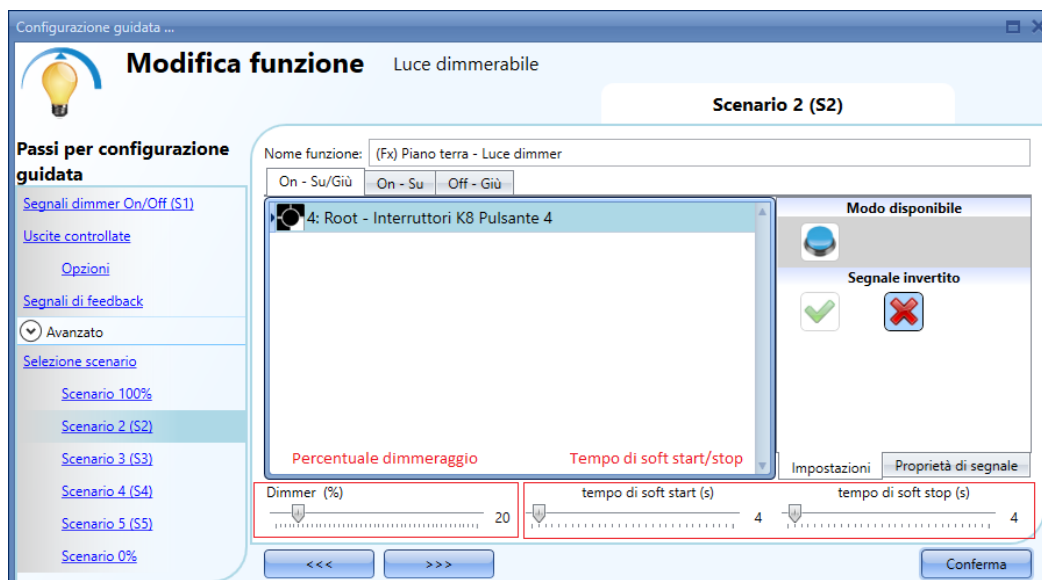 Configurazione guidata ...
Modifica funzione
Luce dimmerabile
Scenario 2 (S2)
Passi per configurazione
guidata
Segnali dimmer On/Off (S1)
Uscite controllate
Opzioni
Segnali di feedback
Avanzato
Selezione scenario
Scenario 100%
Scenario 2 (S2)
Scenario 3 (S3)
Scenario 4 (S4)
Scenario 5 (S5)
Scenario 0%
Nome funzione: (Fx) Piano terra - Luce dimmer
On - Su/Giù
On - Su
Off - Giù
4: Root - Interruttori K8 Pulsante 4
Modo disponibile
Segnale invertito
Percentuale dimmeraggio
Tempo di soft start/stop
Impostazioni
Proprietà di segnale
Dimmer (%)
20
tempo di soft start (s)
4
tempo di soft stop (s)
4
<<<
>>>
Conferma